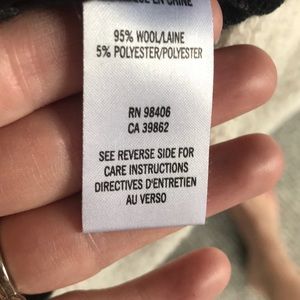 95% WOOL/LAINE
5% POLYESTER/POLYESTER
RN 98406
CA 39862
SEE REVERSE SIDE FOR
CARE INSTRUCTIONS
DIRECTIVES D'ENTRETIEN
AU VERSO